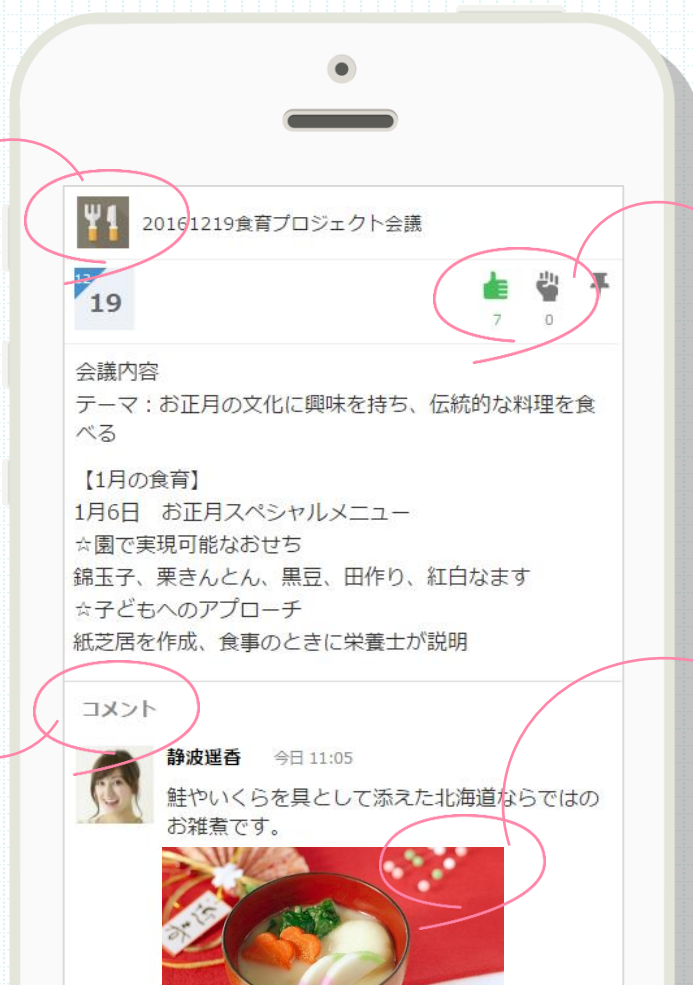 20161219食育プロジェクト会議
12
19
7
0
会議内容
テーマ：お正月の文化に興味を持ち、伝統的な料理を食
べる
【1月の食育】
1月6日　お正月スペシャルメニュー
☆園で実現可能なおせち
錦玉子、栗きんとん、黒豆、田作り、紅白なます
☆子どもへのアプローチ
紙芝居を作成、食事のときに栄養士が説明
コメント
静波遥香 今日 11:05
鮭やいくらを具として添えた北海道ならではの
お雑煮です。
迎春